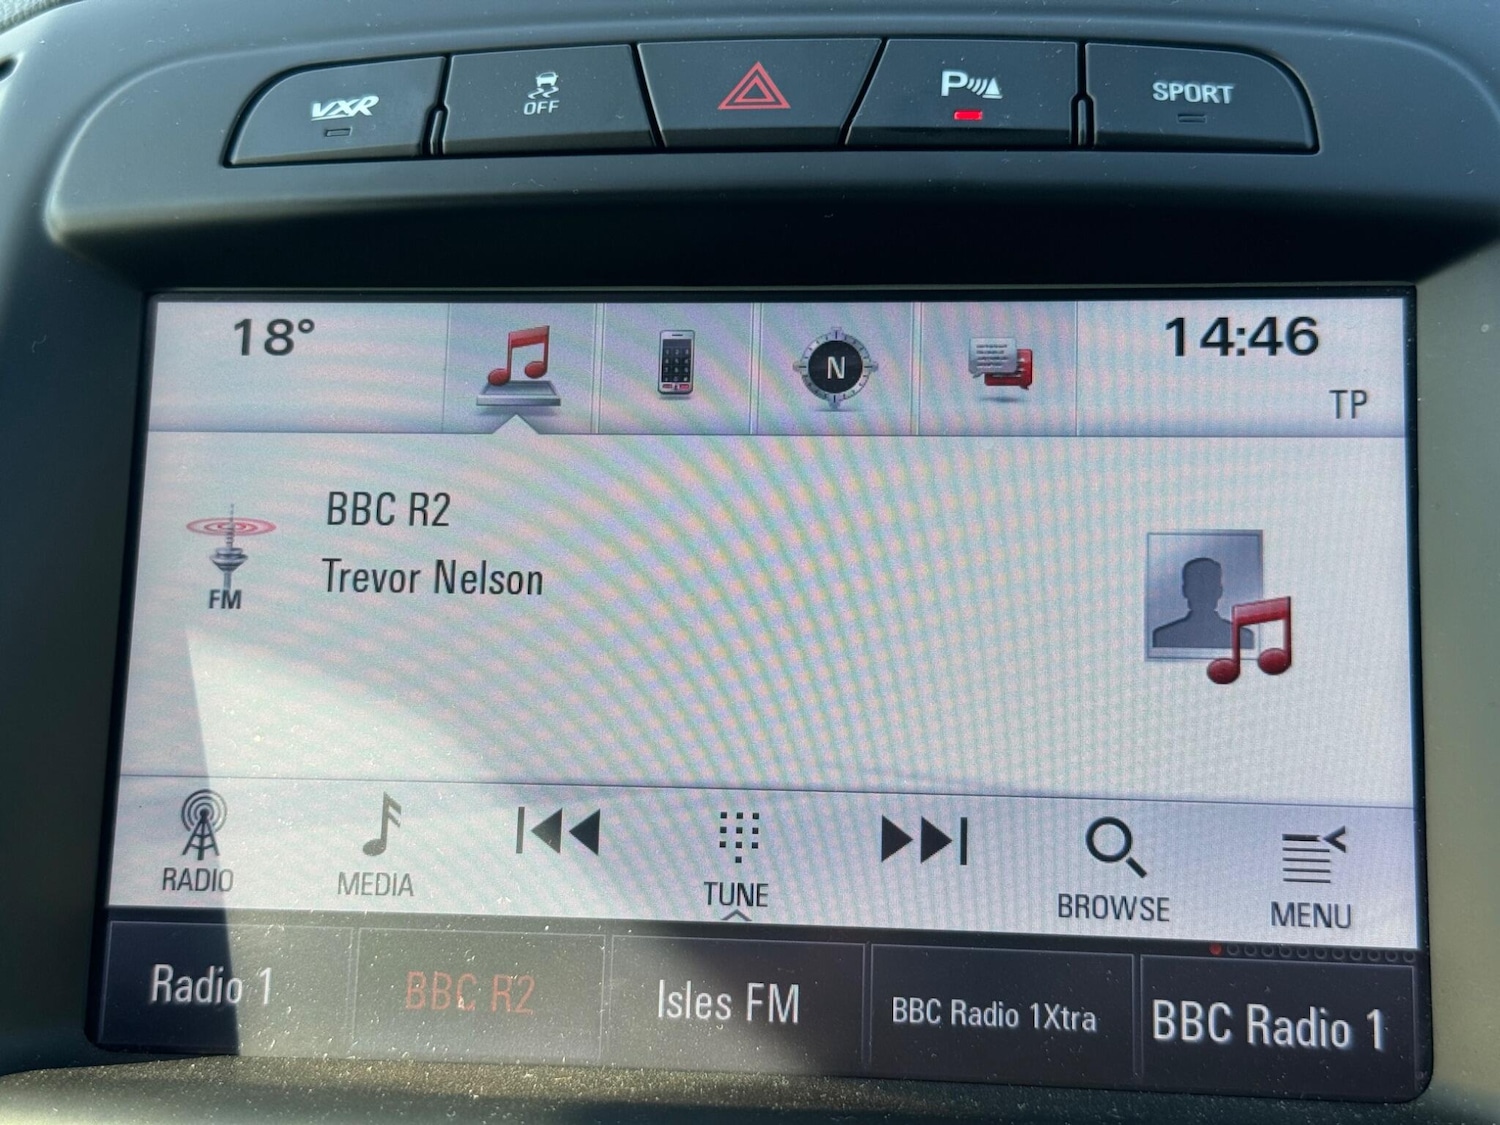 VXR
OFF
P
SPORT
18°
N
14:46
TP
BBC R2
Trevor Nelson
FM
RADIO
MEDIA
TUNE
BROWSE
MENU
Radio 1
BBC R2
Isles FM
BBC Radio 1Xtra
BBC Radio 1